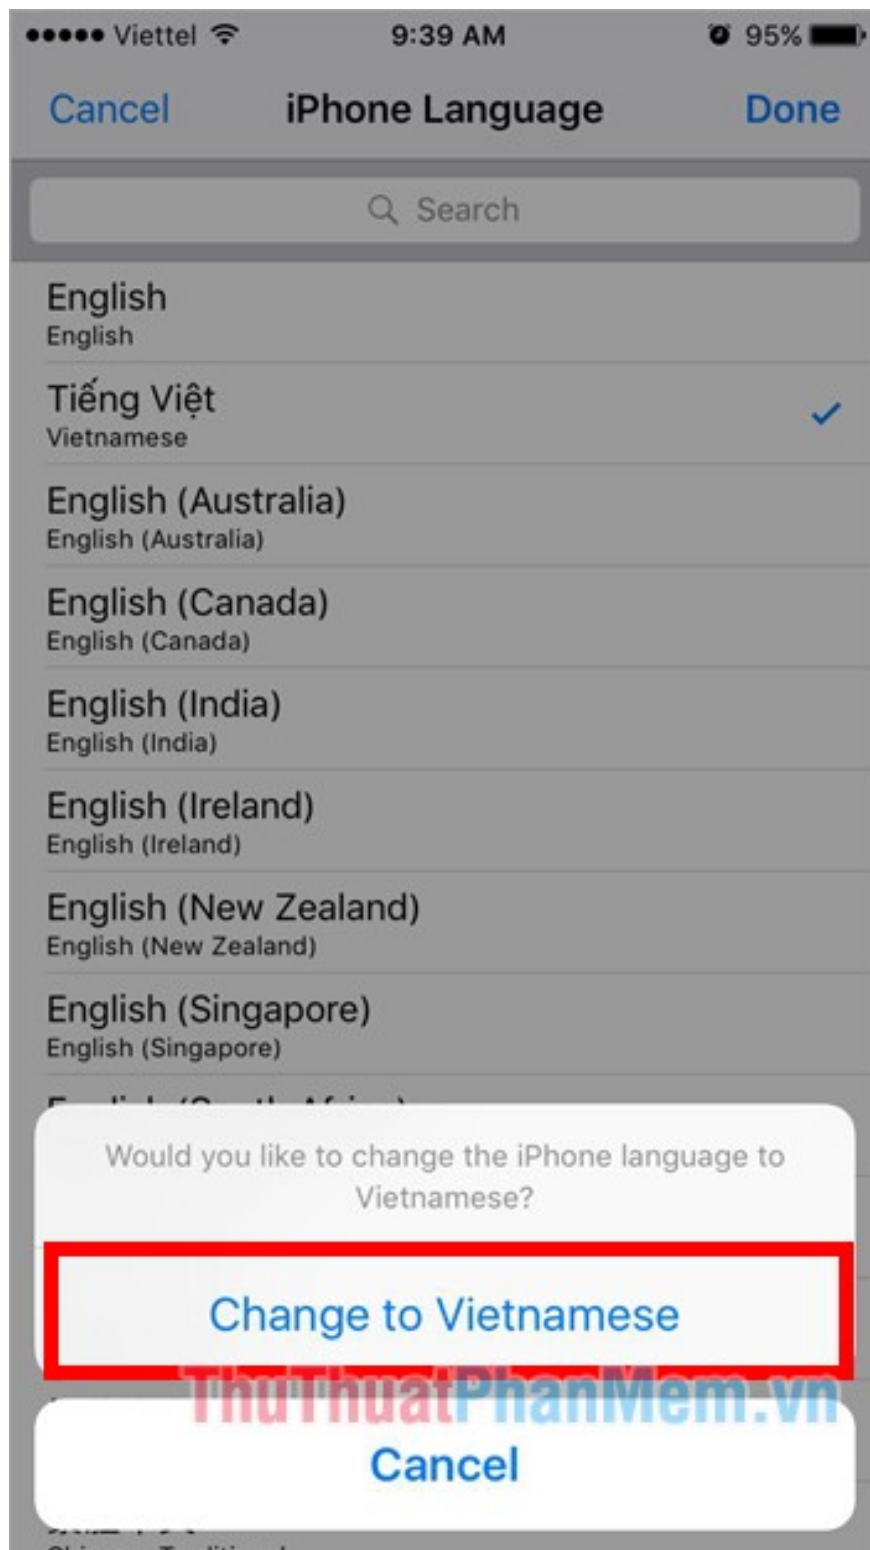 Viettel 9:39 AM 95%
Cancel iPhone Language Done
Search
English
English
Tiếng Việt
Vietnamese
English (Australia)
English (Australia)
English (Canada)
English (Canada)
English (India)
English (India)
English (Ireland)
English (Ireland)
English (New Zealand)
English (New Zealand)
English (Singapore)
English (Singapore)
Would you like to change the iPhone language to
Vietnamese?
Change to Vietnamese
ThuThuatPhanMem.vn
Cancel